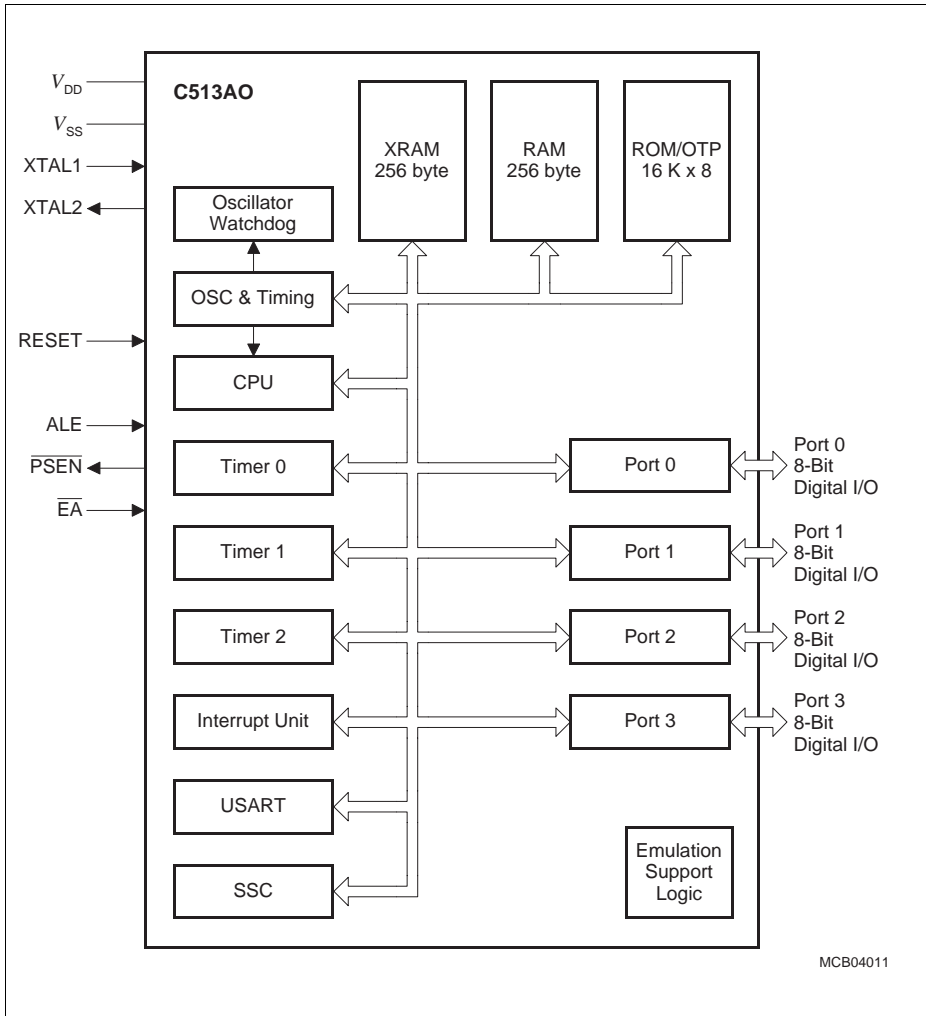 C513AO
V_DD
V_SS
XTAL1
XTAL2
RESET
ALE
P̅S̅E̅N̅
E̅A̅
XRAM
256 byte
RAM
256 byte
ROM/OTP
16 K x 8
Oscillator
Watchdog
OSC & Timing
CPU
Timer 0
Timer 1
Timer 2
Interrupt Unit
USART
SSC
Port 0
Port 1
Port 2
Port 3
Port 0
8-Bit
Digital I/O
Port 1
8-Bit
Digital I/O
Port 2
8-Bit
Digital I/O
Port 3
8-Bit
Digital I/O
Emulation
Support
Logic
MCB04011